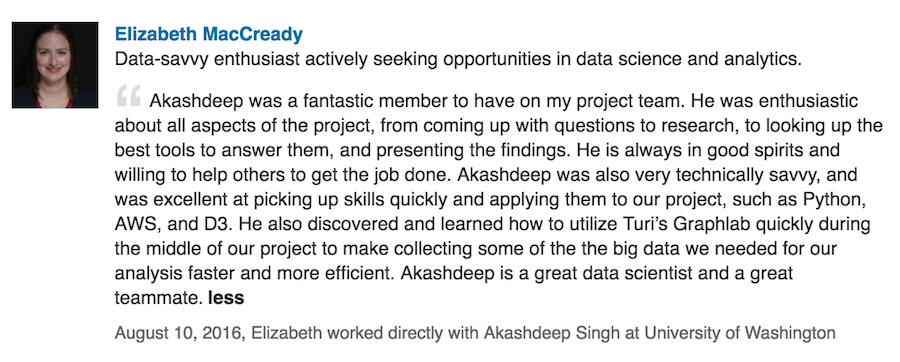 Elizabeth MacCready
Data-savvy enthusiast actively seeking opportunities in data science and analytics.
“ Akashdeep was a fantastic member to have on my project team. He was enthusiastic
about all aspects of the project, from coming up with questions to research, to looking up the
best tools to answer them, and presenting the findings. He is always in good spirits and
willing to help others to get the job done. Akashdeep was also very technically savvy, and
was excellent at picking up skills quickly and applying them to our project, such as Python,
AWS, and D3. He also discovered and learned how to utilize Turi’s Graphlab quickly during
the middle of our project to make collecting some of the the big data we needed for our
analysis faster and more efficient. Akashdeep is a great data scientist and a great
teammate. less
August 10, 2016, Elizabeth worked directly with Akashdeep Singh at University of Washington